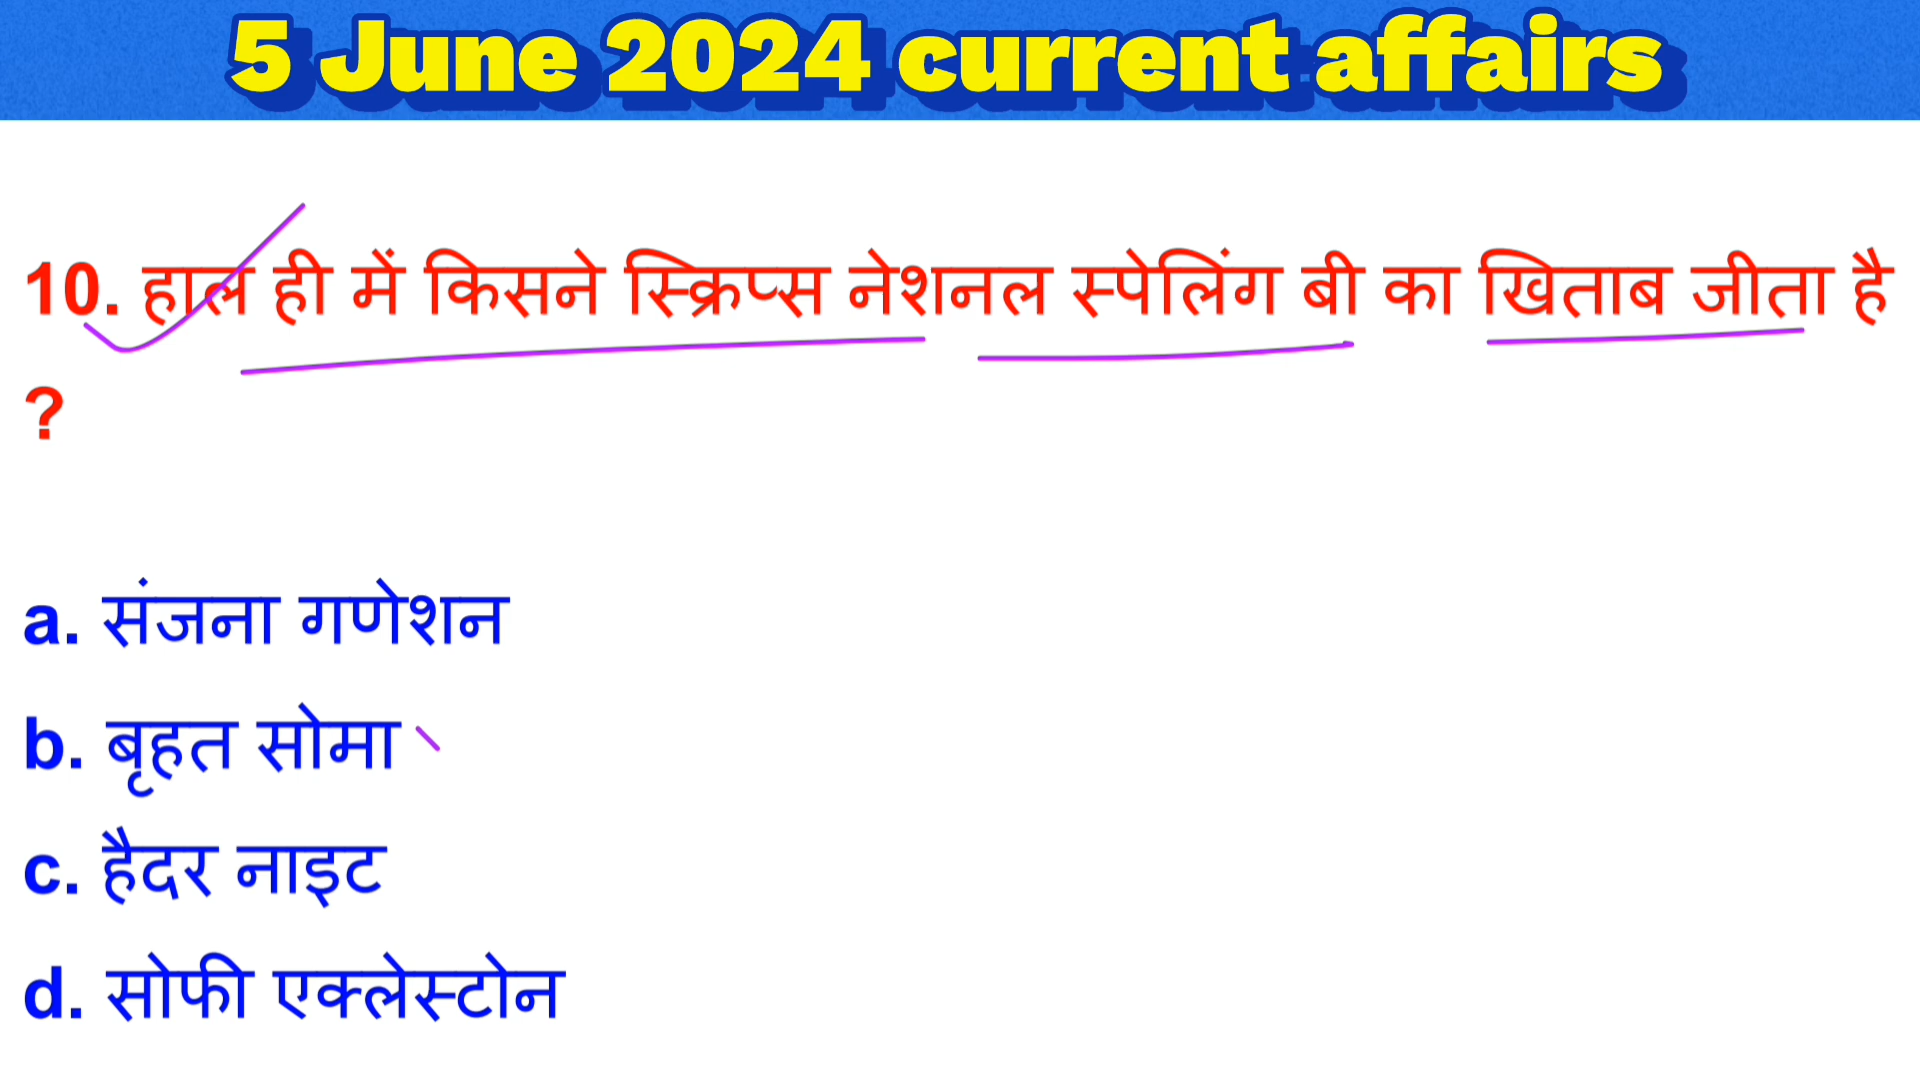 5 June 2024 current affairs
10. हाल ही में किसने स्क्रिप्स नेशनल स्पेलिंग बी का खिताब जीता है
?
a. संजना गणेशन
b. बृहत सोमा
c. हैदर नाइट
d. सोफी एक्लेस्टोन